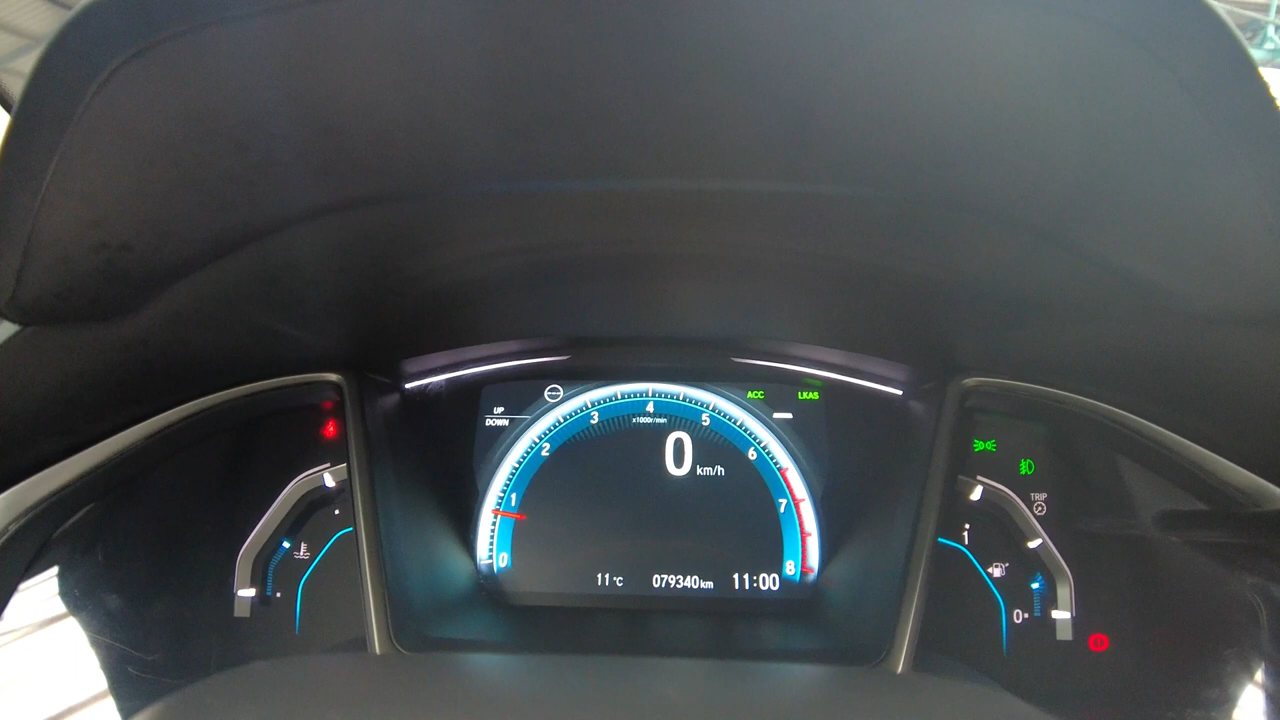 ACC
LKAS
UP
DOWN
0
1
2
3
4
5
6
7
8
x1000r/min
0 km/h
11 °C
079340 km
11:00
TRIP
1
0